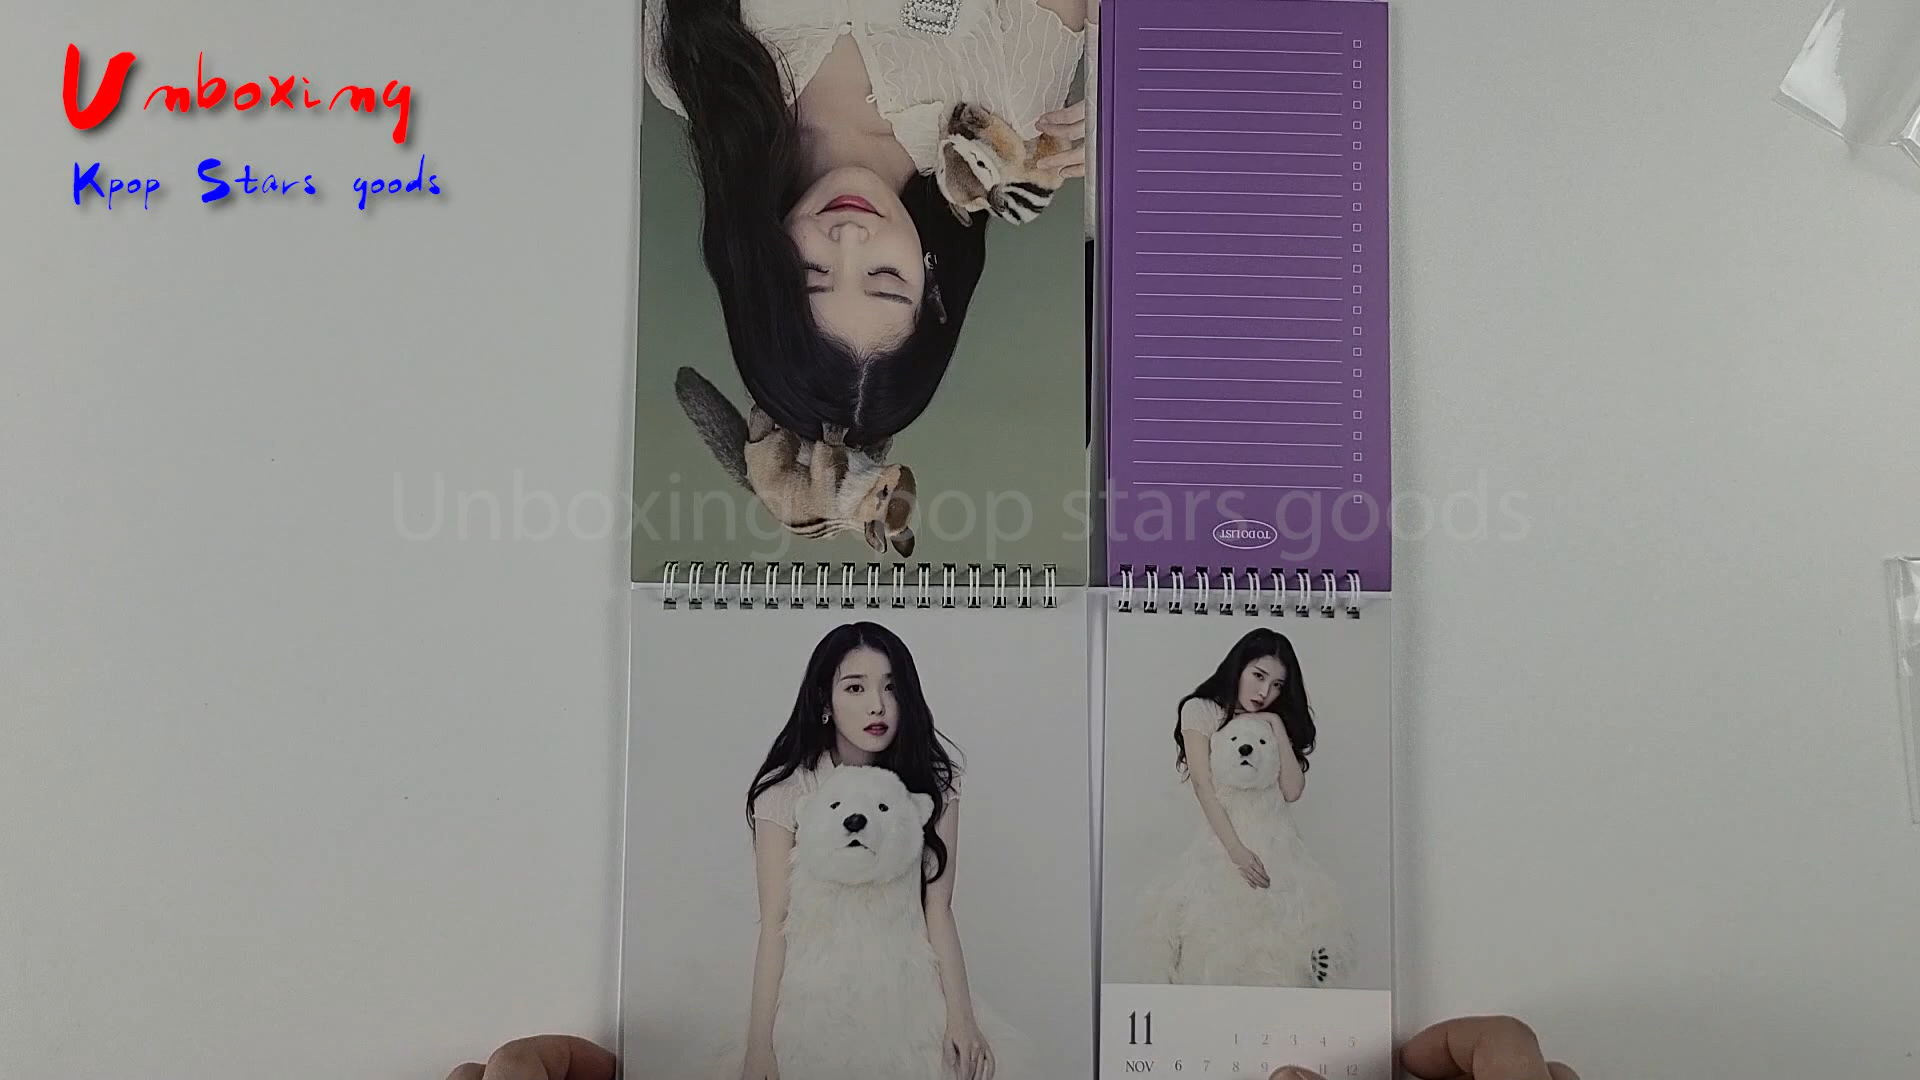 Unboxing
Kpop Stars goods
Unboxing kpop stars goods
TO DO LIST
11
1 2 3 4 5
NOV 6 7 8 9 11 12